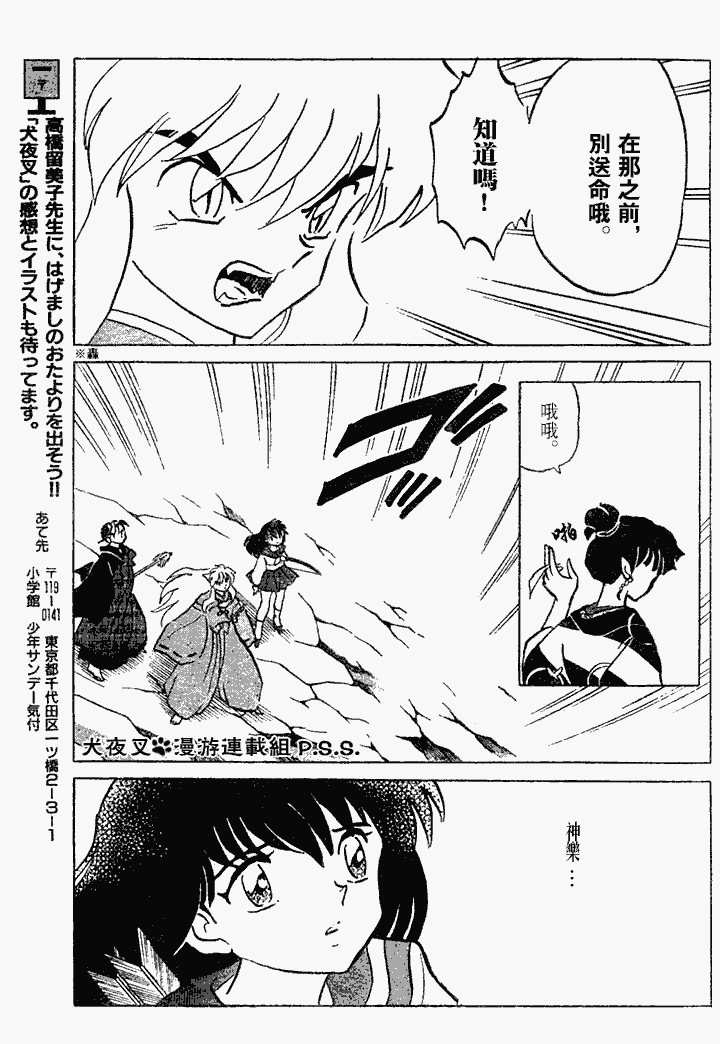 在那之前，
別送命哦。
知道嗎！
※轟
哦哦。
啪
ゴ
犬夜叉 漫游連載組 P.S.S.
神樂…
高橋留美子先生に、はげましのおたよりを出そう!!
「犬夜叉」の感想とイラストも待ってます。
あて先
〒119-0141 東京都千代田区一ツ橋2-3-1
小学館 少年サンデー気付